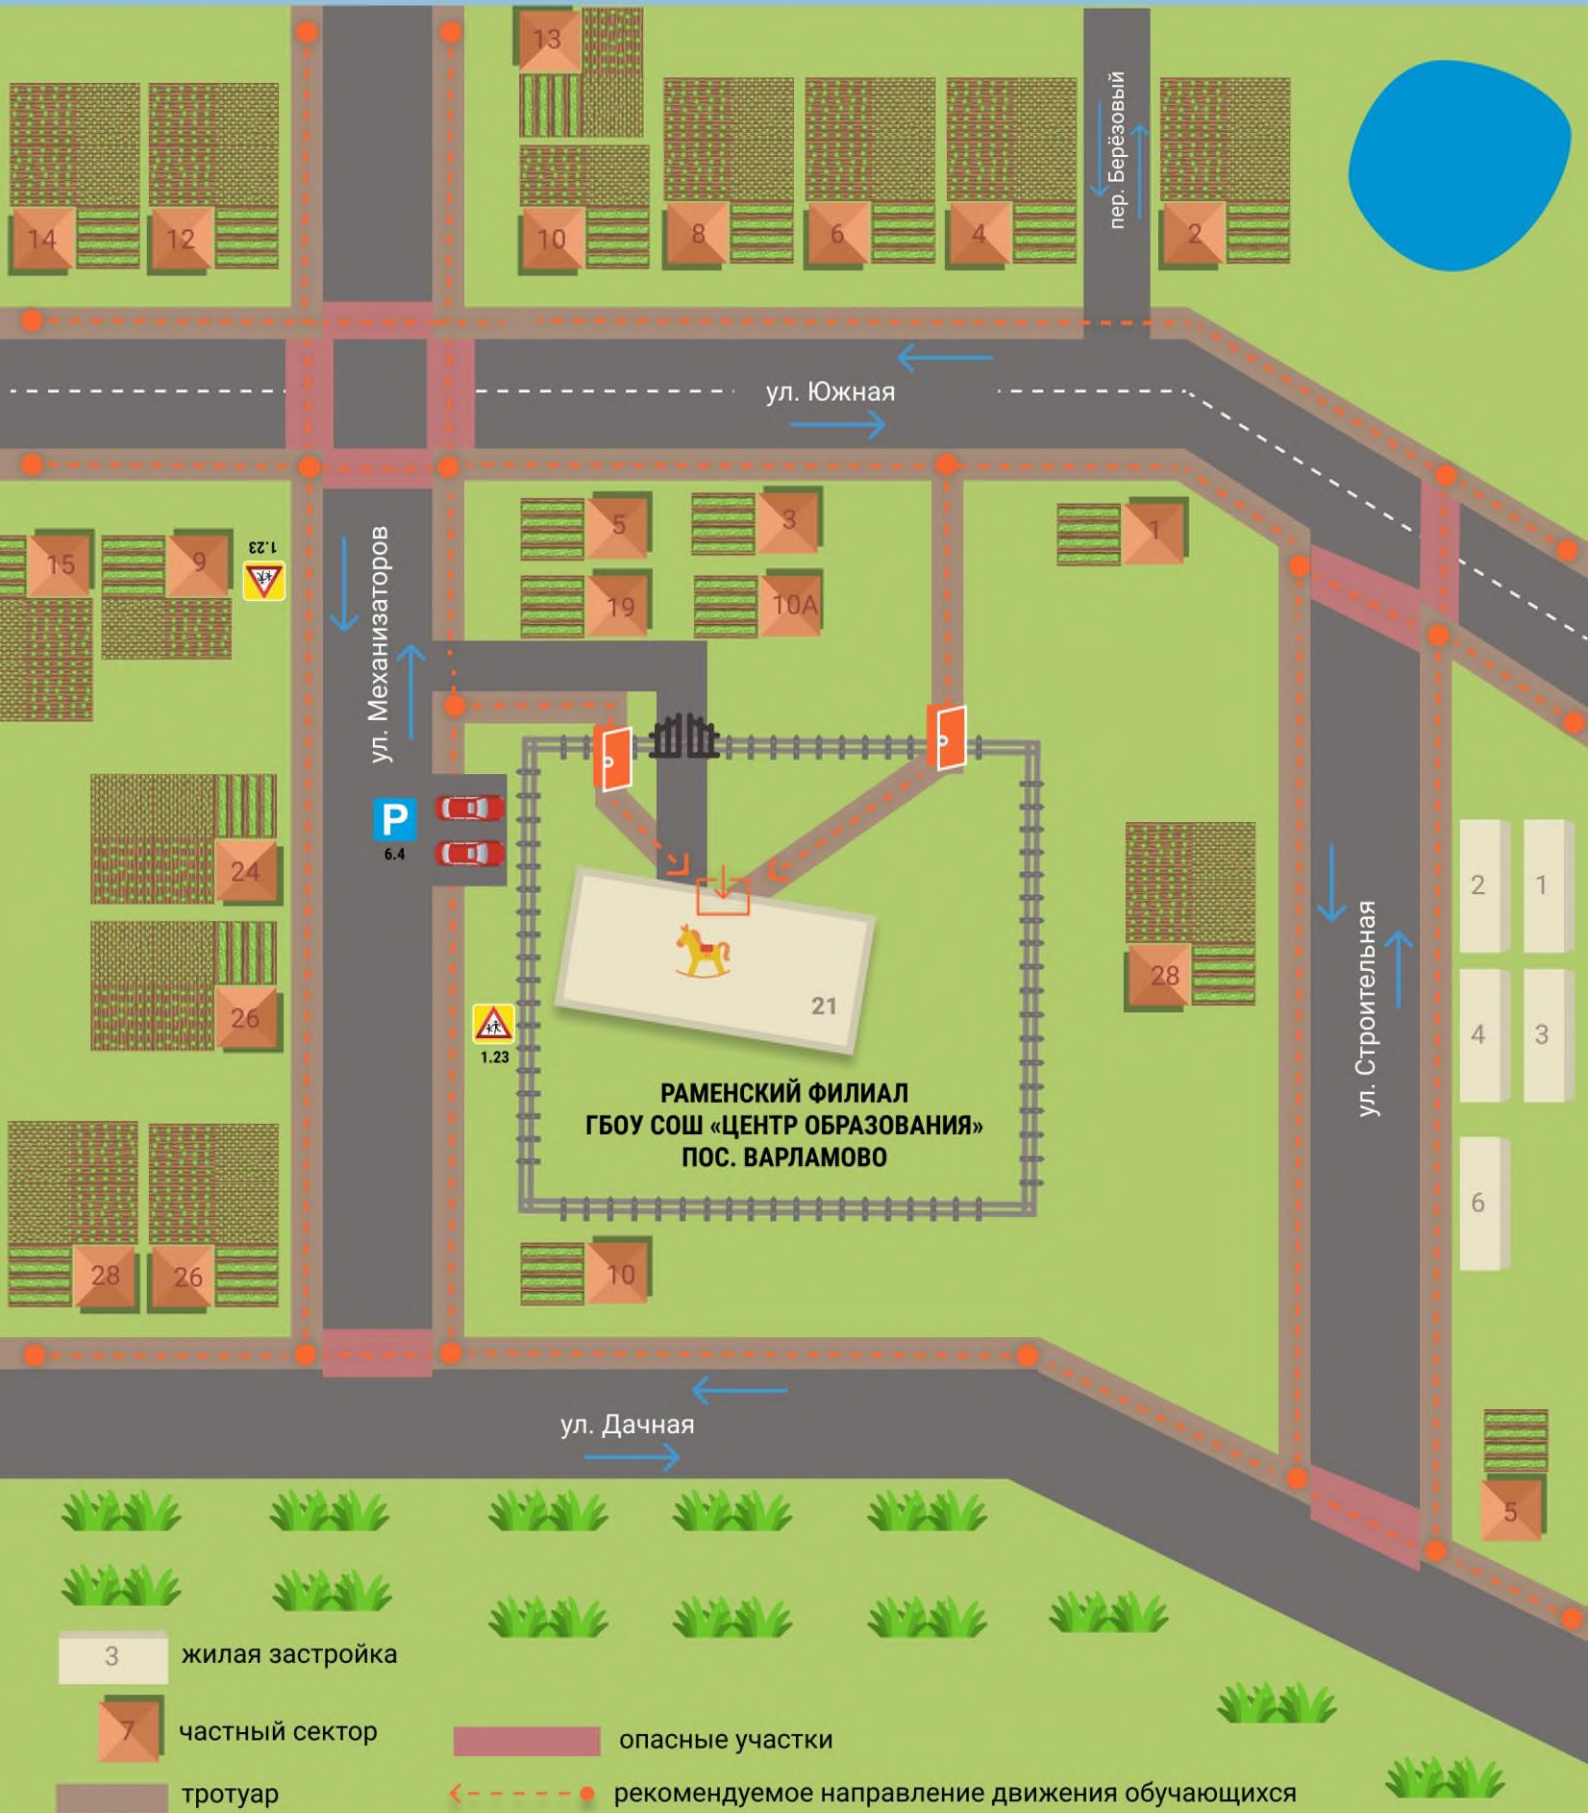 13
пер. Берёзовый
14
12
10
8
6
4
2
ул. Южная
15
9
1.23
ул. Механизаторов
5
3
1
19
10А
P
6.4
24
26
21
1.23
28
ул. Строительная
2
1
4
3
6
РАМЕНСКИЙ ФИЛИАЛ
ГБОУ СОШ «ЦЕНТР ОБРАЗОВАНИЯ»
ПОС. ВАРЛАМОВО
28
26
10
ул. Дачная
5
3
жилая застройка
7
частный сектор
опасные участки
тротуар
рекомендуемое направление движения обучающихся